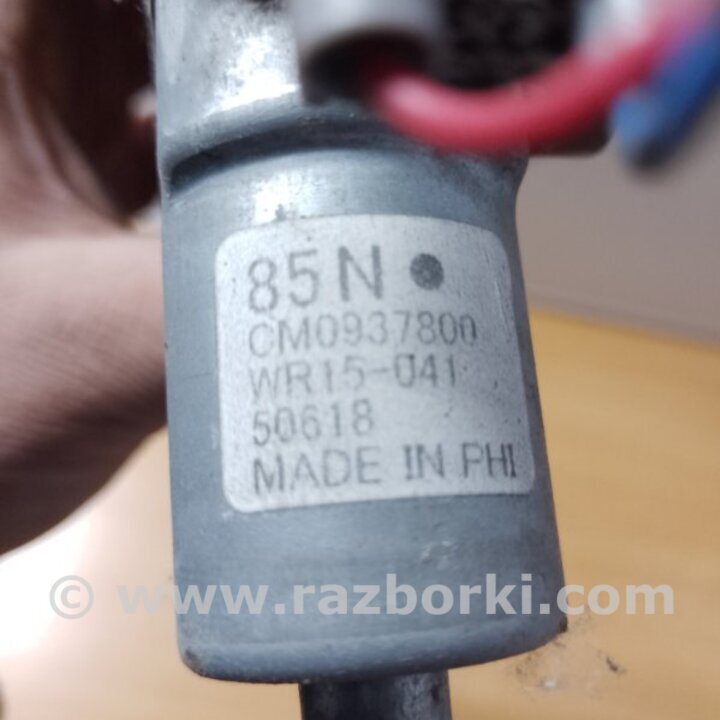 85N ●
CM0937800
WR15-041
50618
MADE IN PHI
© www.razborki.com